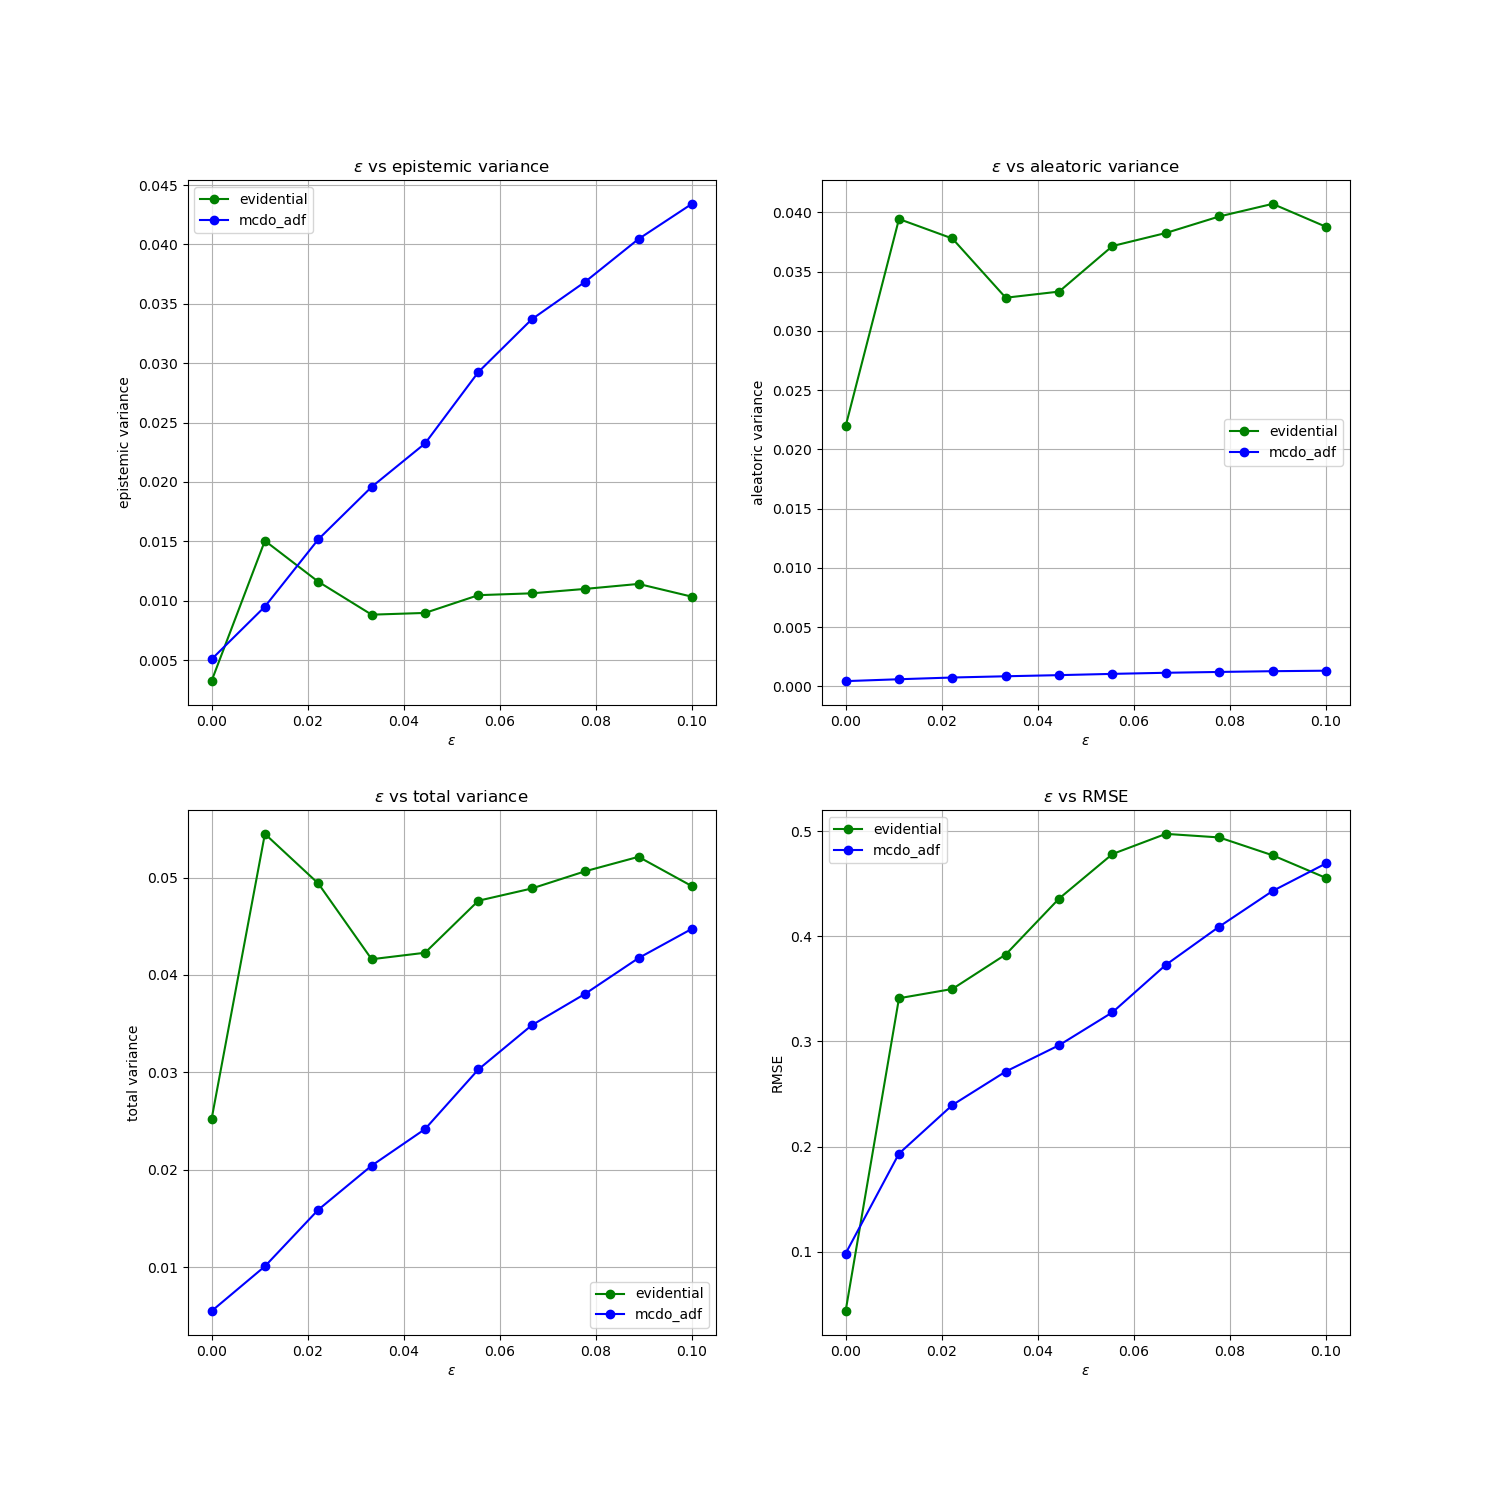 ε vs epistemic variance
epistemic variance
0.045
0.040
0.035
0.030
0.025
0.020
0.015
0.010
0.005
evidential
mcdo_adf
0.00 0.02 0.04 0.06 0.08 0.10
ε
ε vs aleatoric variance
aleatoric variance
0.040
0.035
0.030
0.025
0.020
0.015
0.010
0.005
0.000
evidential
mcdo_adf
0.00 0.02 0.04 0.06 0.08 0.10
ε
ε vs total variance
total variance
0.05
0.04
0.03
0.02
0.01
evidential
mcdo_adf
0.00 0.02 0.04 0.06 0.08 0.10
ε
ε vs RMSE
RMSE
0.5
0.4
0.3
0.2
0.1
evidential
mcdo_adf
0.00 0.02 0.04 0.06 0.08 0.10
ε